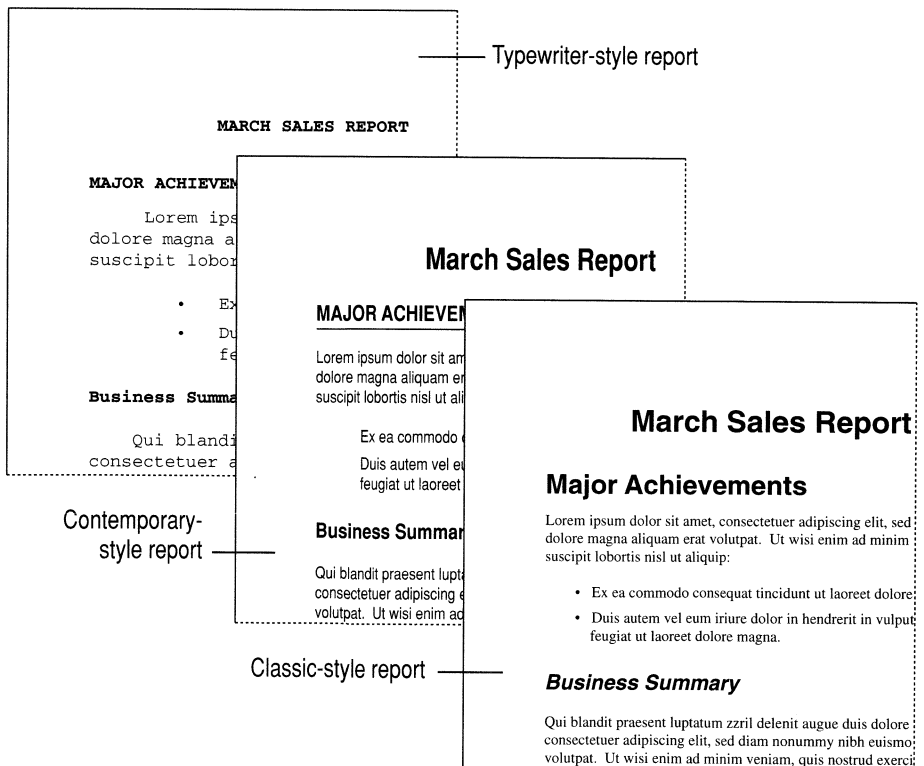 Typewriter-style report
MARCH SALES REPORT
MAJOR ACHIEVEM
Lorem ips
dolore magna a
suscipit lobor
• Ex
• Du
fe
Business Summa
Qui blandi
consectetuer a
March Sales Report
MAJOR ACHIEVEM
Lorem ipsum dolor sit am
dolore magna aliquam er
suscipit lobortis nisl ut ali
Ex ea commodo
Duis autem vel eu
feugiat ut laoreet
Business Summar
Qui blandit praesent lupta
consectetuer adipiscing e
volutpat. Ut wisi enim ad
Contemporary-
style report
March Sales Report
Major Achievements
Lorem ipsum dolor sit amet, consectetuer adipiscing elit, sed
dolore magna aliquam erat volutpat. Ut wisi enim ad minim
suscipit lobortis nisl ut aliquip:
• Ex ea commodo consequat tincidunt ut laoreet dolore
• Duis autem vel eum iriure dolor in hendrerit in vulput
feugiat ut laoreet dolore magna.
Business Summary
Qui blandit praesent luptatum zzril delenit augue duis dolore
consectetuer adipiscing elit, sed diam nonummy nibh euismo
volutpat. Ut wisi enim ad minim veniam, quis nostrud exerci
Classic-style report